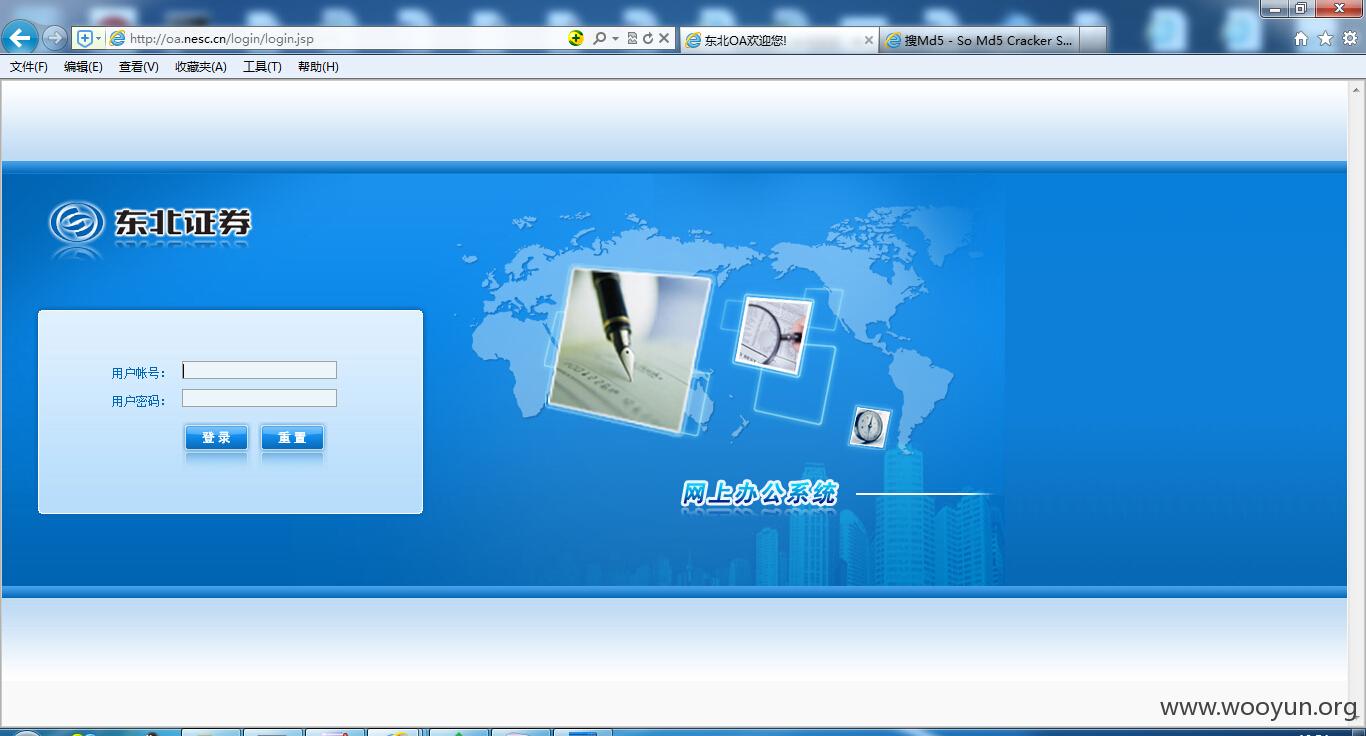 http://oa.nesc.cn/login/login.jsp
东北OA欢迎您!
搜Md5 - So Md5 Cracker S...
文件(F) 编辑(E) 查看(V) 收藏夹(A) 工具(T) 帮助(H)
东北证券
用户帐号：
用户密码：
登 录 重 置
网上办公系统
www.wooyun.org